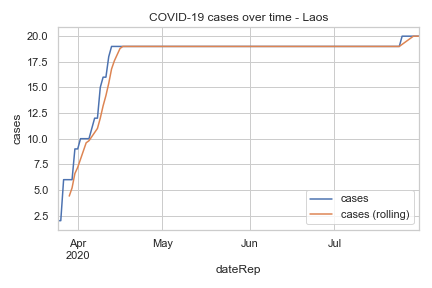 COVID-19 cases over time - Laos
20.0
17.5
15.0
12.5
10.0
7.5
5.0
2.5
cases
cases
cases (rolling)
Apr
2020
May
Jun
Jul
dateRep